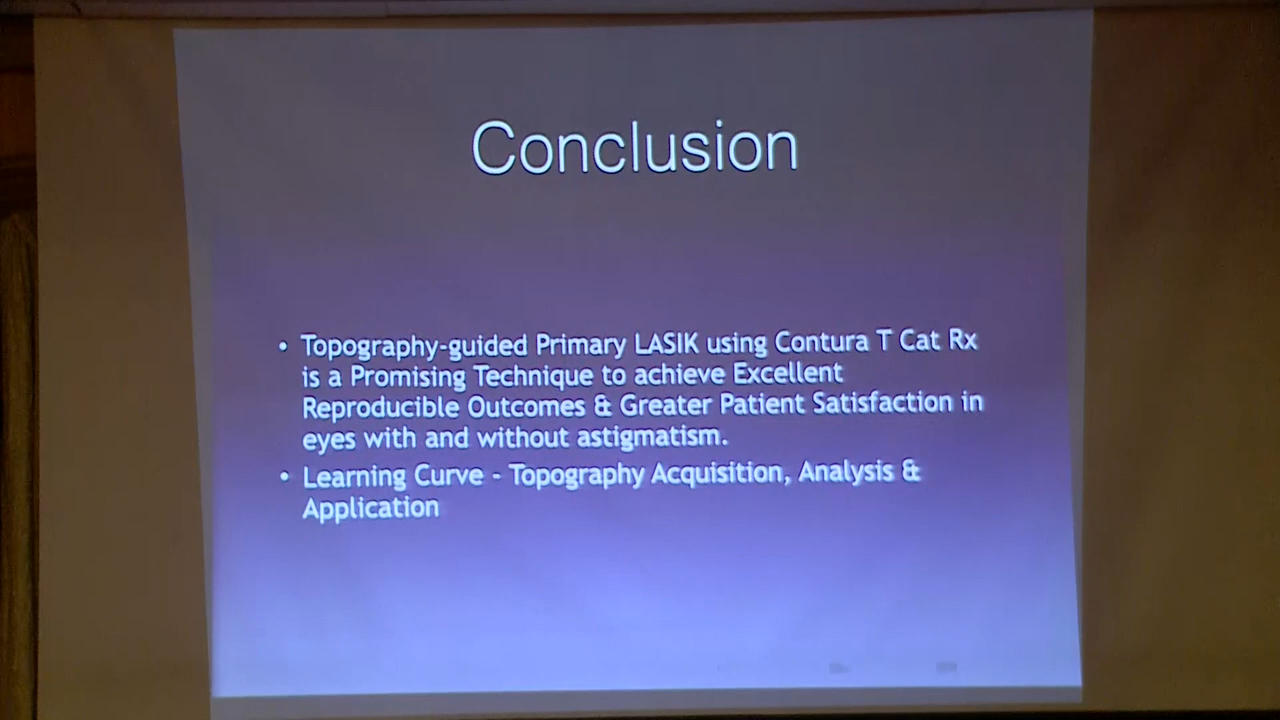 Conclusion
• Topography-guided Primary LASIK using Contura T Cat Rx
is a Promising Technique to achieve Excellent
Reproducible Outcomes & Greater Patient Satisfaction in
eyes with and without astigmatism.
• Learning Curve - Topography Acquisition, Analysis &
Application